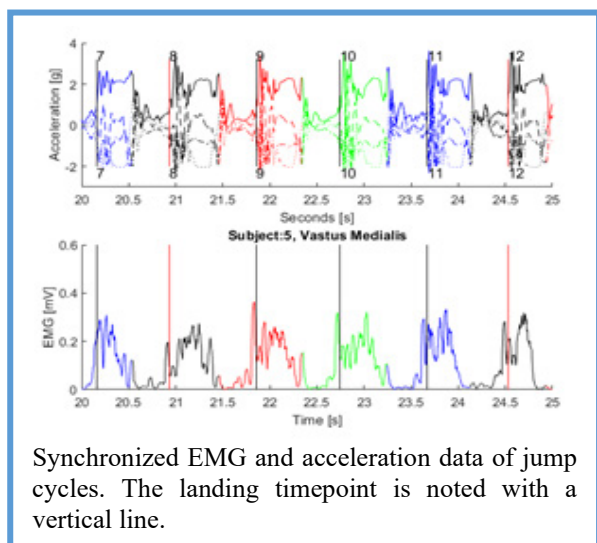 4
7 8 9 10 11 12
2
Acceleration [g]
0
-2
7 8 9 10 11 12
20 20.5 21 21.5 22 22.5 23 23.5 24 24.5 25
Seconds [s]
Subject:5, Vastus Medialis
0.6
0.4
EMG [mV]
0.2
0
20 20.5 21 21.5 22 22.5 23 23.5 24 24.5 25
Time [s]
Synchronized EMG and acceleration data of jump
cycles. The landing timepoint is noted with a
vertical line.